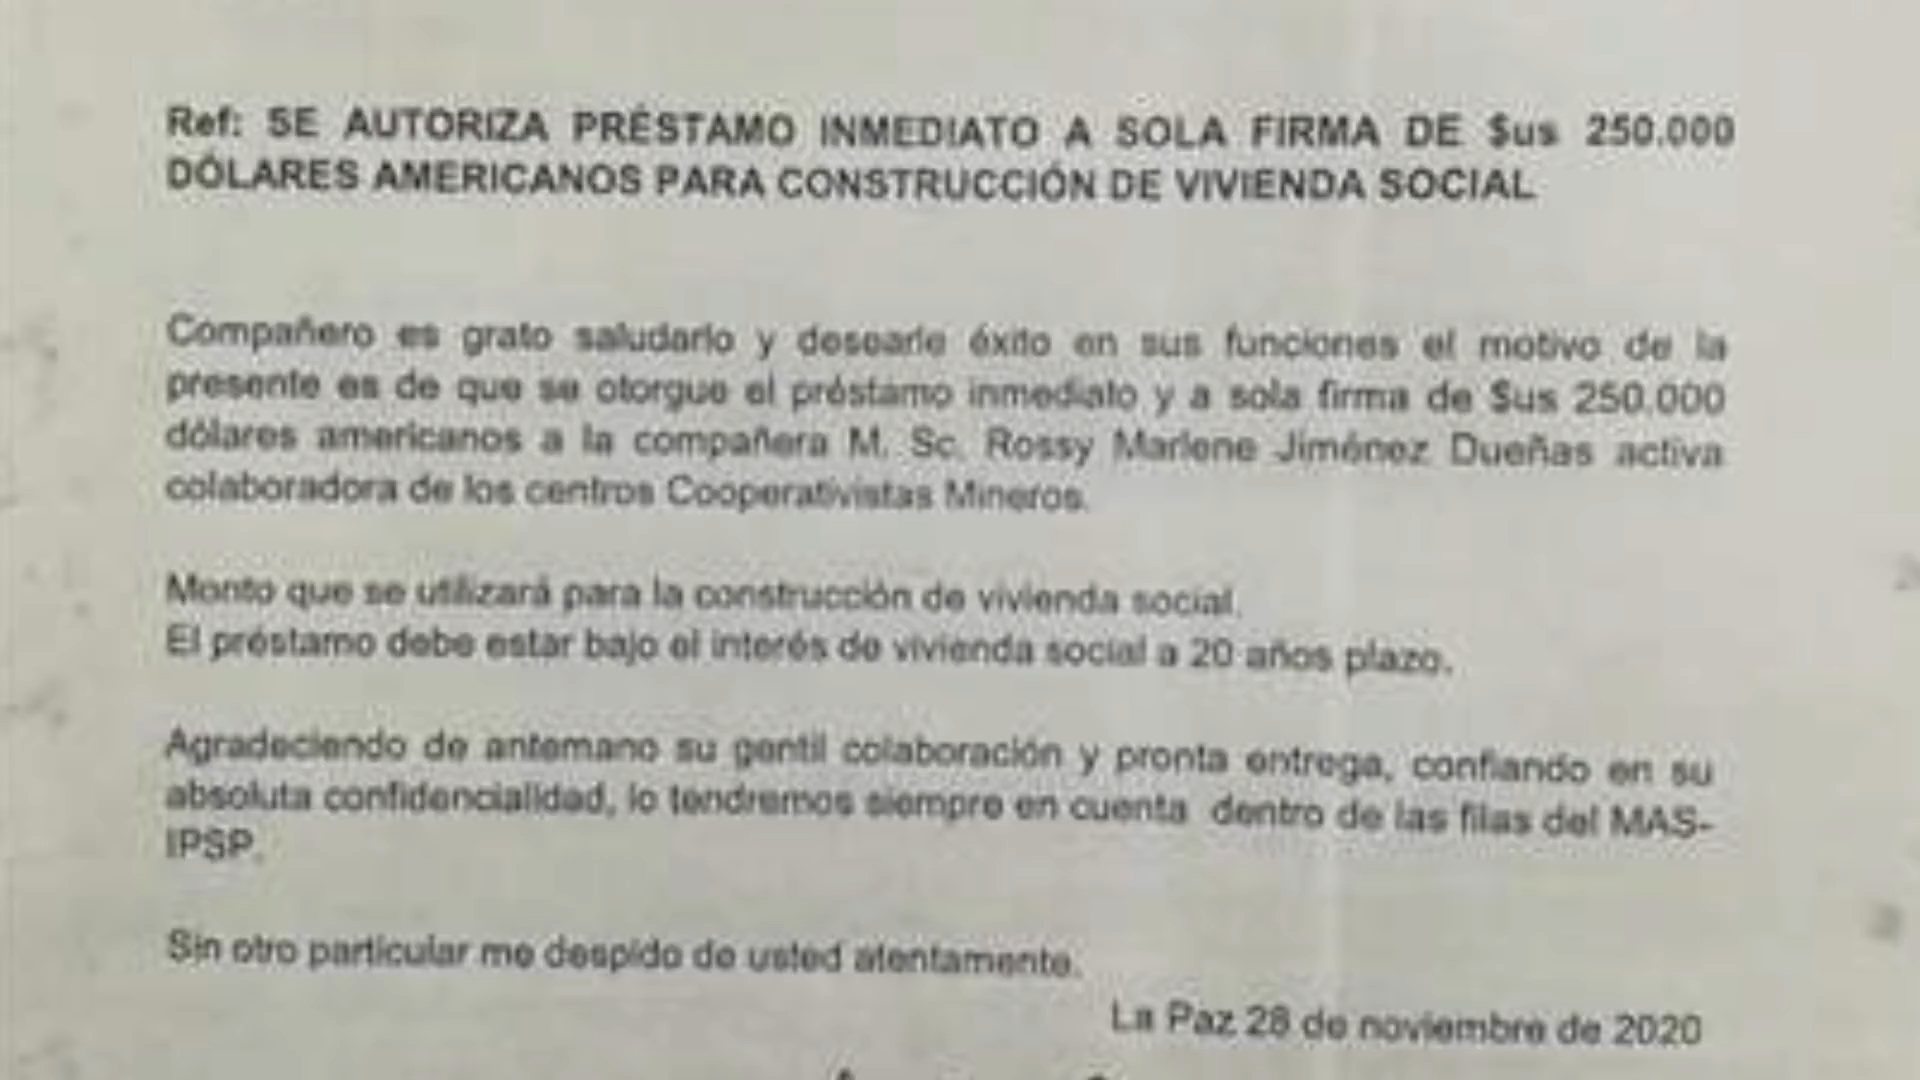 Ref: SE AUTORIZA PRÉSTAMO INMEDIATO A SOLA FIRMA DE $us 250.000
DÓLARES AMERICANOS PARA CONSTRUCCIÓN DE VIVIENDA SOCIAL
Compañero es grato saludarlo y desearle éxito en sus funciones el motivo de la
presente es de que se otorgue el préstamo inmediato y a sola firma de $us 250.000
dólares americanos a la compañera M. Sc. Rossy Marlene Jiménez Dueñas activa
colaboradora de los centros Cooperativistas Mineros.
Monto que se utilizará para la construcción de vivienda social.
El préstamo debe estar bajo el interés de vivienda social a 20 años plazo.
Agradeciendo de antemano su gentil colaboración y pronta entrega, confiando en su
absoluta confidencialidad, lo tendremos siempre en cuenta dentro de las filas del MAS-
IPSP.
Sin otro particular me despido de usted atentamente.
La Paz 28 de noviembre de 2020